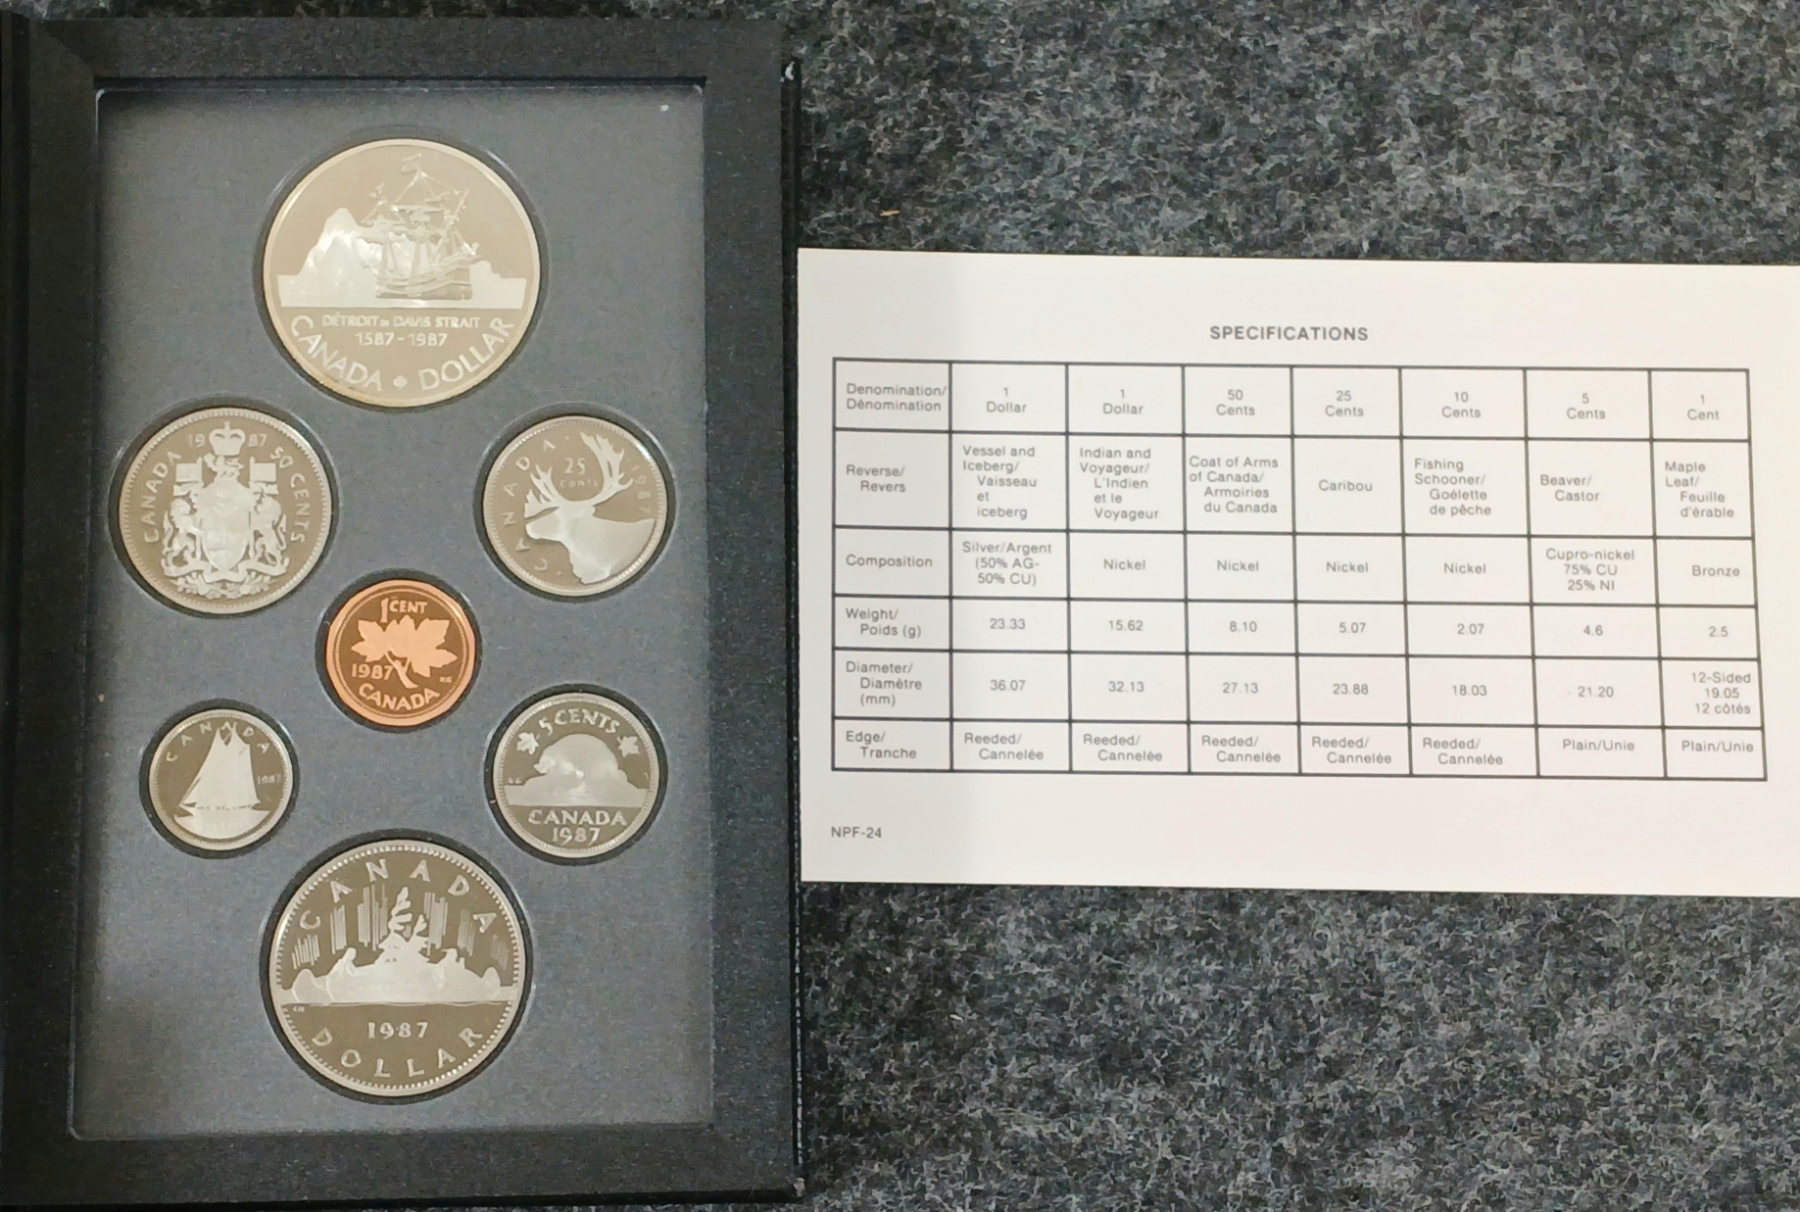 DÉTROIT DE DAVIS STRAIT
1587-1987
CANADA DOLLAR
1987
CANADA 50 CENTS
CANADA
25
cents
1987
1 CENT
1987
CANADA
CANADA
1987
5 CENTS
CANADA
1987
CANADA
1987
DOLLAR
SPECIFICATIONS
Denomination/ 1 1 50 25 10 5 1
Dénomination Dollar Dollar Cents Cents Cents Cents Cent
Reverse/
Revers
Vessel and
Iceberg/
Vaisseau
et
iceberg
Indian and
Voyageur/
L'Indien
et le
Voyageur
Coat of Arms
of Canada/
Armoiries
du Canada
Caribou
Fishing
Schooner/
Goélette
de pêche
Beaver/
Castor
Maple
Leaf/
Feuille
d'érable
Composition
Silver/Argent
(50% AG-
50% CU)
Nickel
Nickel
Nickel
Nickel
Cupro-nickel
75% CU
25% NI
Bronze
Weight/
Poids (g)
23.33
15.62
8.10
5.07
2.07
4.6
2.5
Diameter/
Diamètre
(mm)
36.07
32.13
27.13
23.88
18.03
21.20
12-Sided
19.05
12 côtés
Edge/
Tranche
Reeded/
Cannelée
Reeded/
Cannelée
Reeded/
Cannelée
Reeded/
Cannelée
Reeded/
Cannelée
Plain/Unie
Plain/Unie
NPF-24